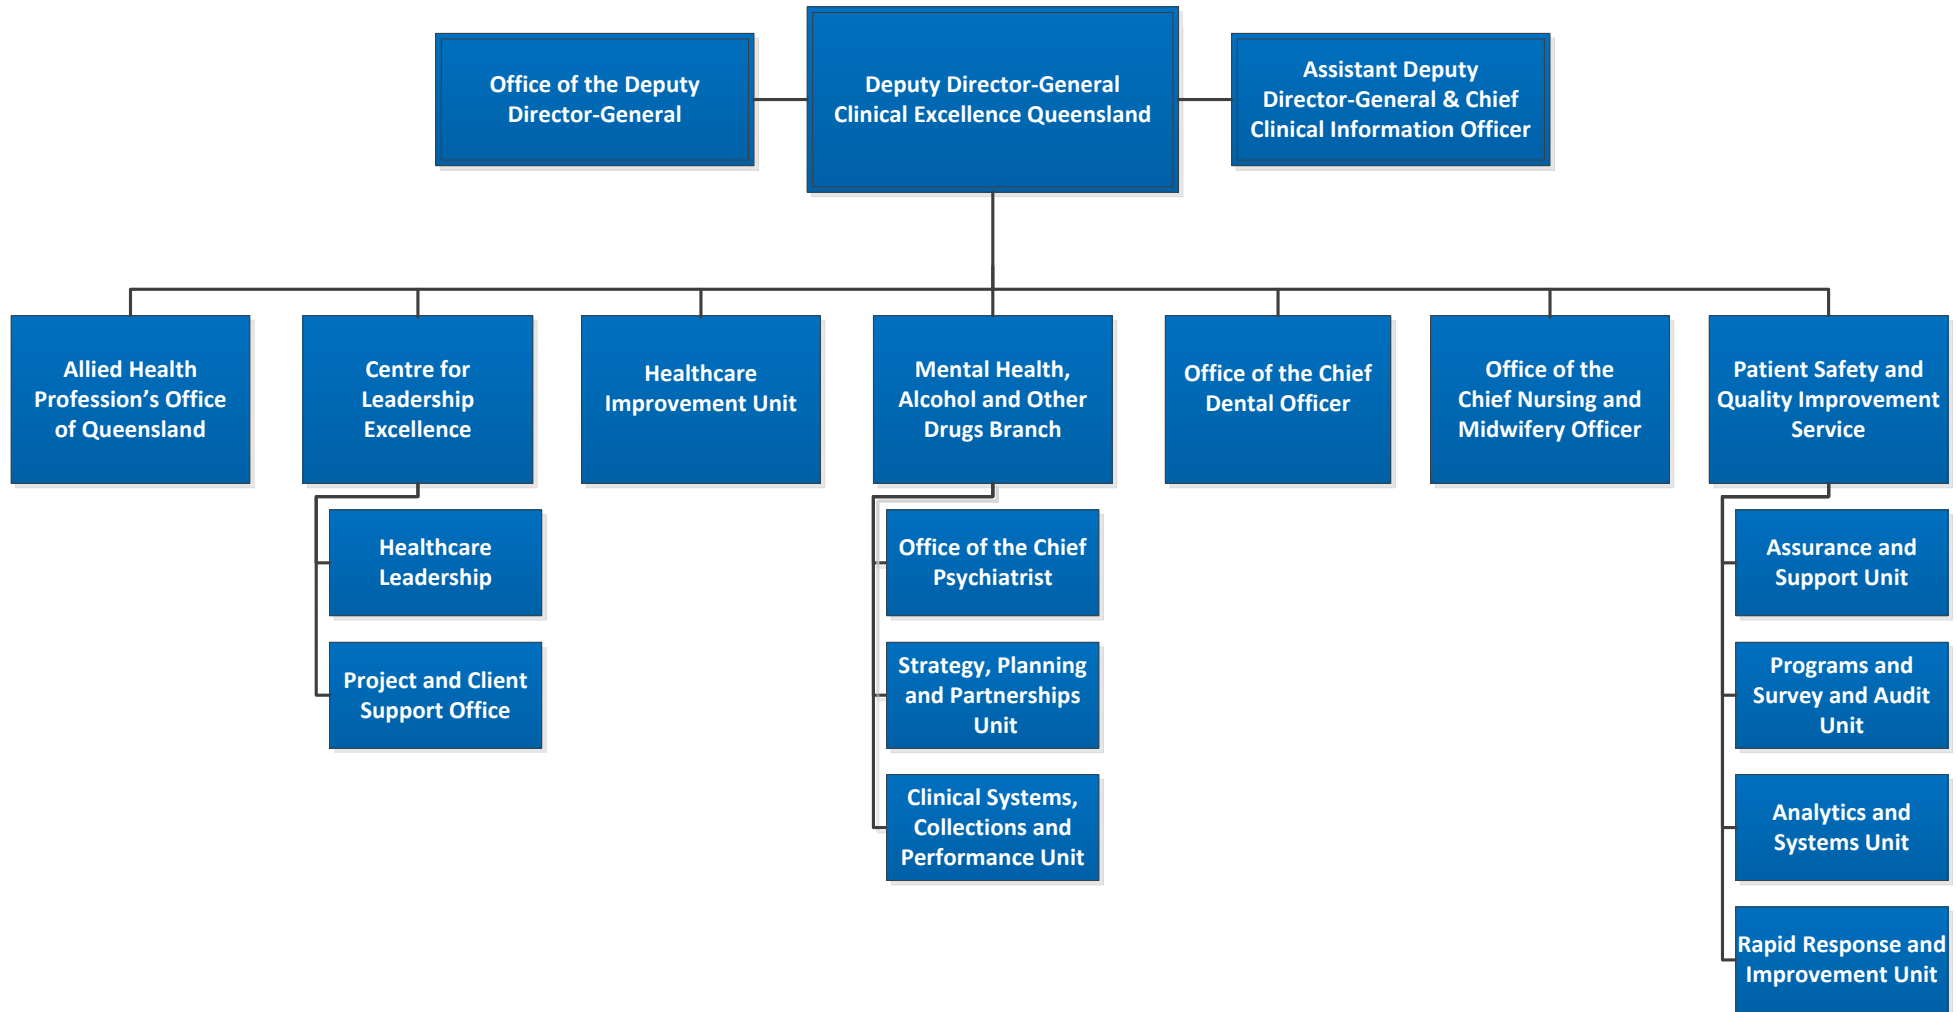 Office of the Deputy
Director-General
Deputy Director-General
Clinical Excellence Queensland
Assistant Deputy
Director-General & Chief
Clinical Information Officer
Allied Health
Profession’s Office
of Queensland
Centre for
Leadership
Excellence
Healthcare
Improvement Unit
Mental Health,
Alcohol and Other
Drugs Branch
Office of the Chief
Dental Officer
Office of the
Chief Nursing and
Midwifery Officer
Patient Safety and
Quality Improvement
Service
Healthcare
Leadership
Project and Client
Support Office
Office of the Chief
Psychiatrist
Strategy, Planning
and Partnerships
Unit
Clinical Systems,
Collections and
Performance Unit
Assurance and
Support Unit
Programs and
Survey and Audit
Unit
Analytics and
Systems Unit
Rapid Response and
Improvement Unit